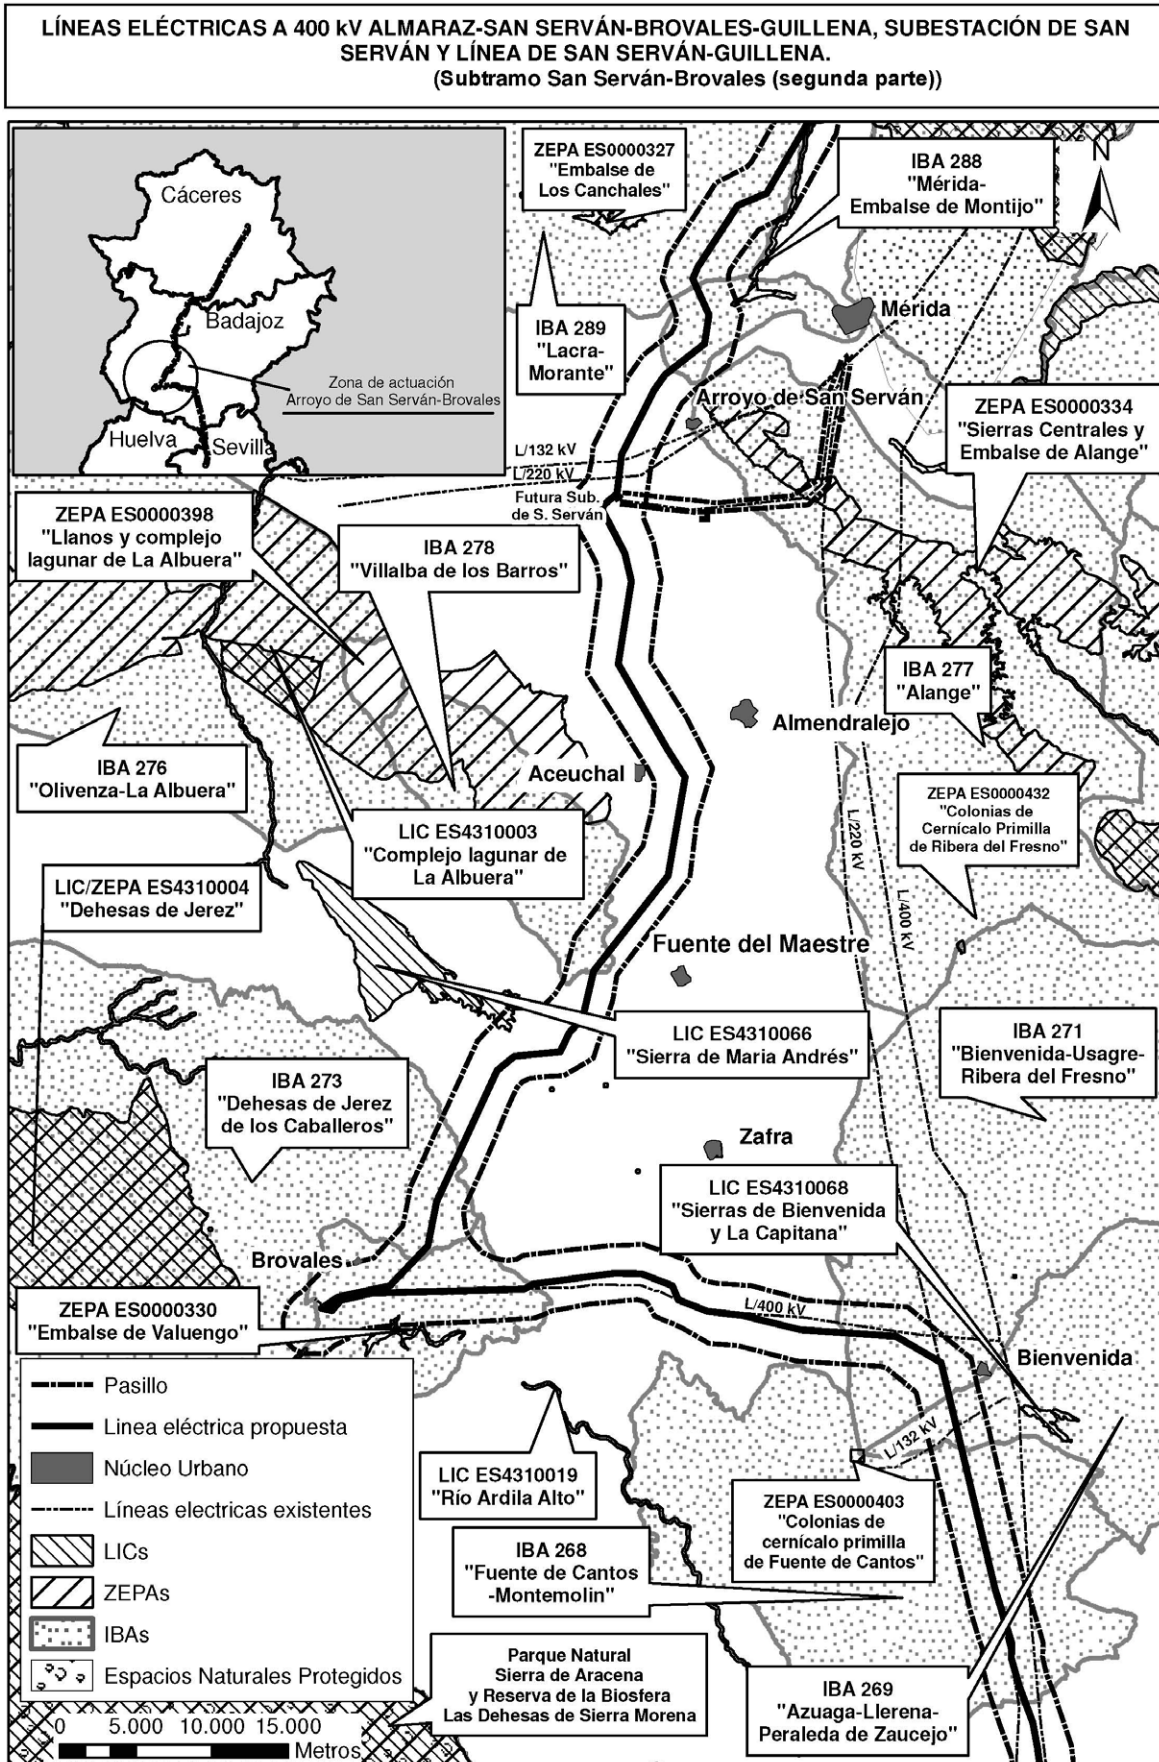 LÍNEAS ELÉCTRICAS A 400 kV ALMARAZ-SAN SERVÁN-BROVALES-GUILLENA, SUBESTACIÓN DE SAN
SERVÁN Y LÍNEA DE SAN SERVÁN-GUILLENA.
(Subtramo San Serván-Brovales (segunda parte))
Cáceres
Badajoz
Zona de actuación
Arroyo de San Serván-Brovales
Huelva
Sevilla
ZEPA ES0000327
"Embalse de
Los Canchales"
IBA 288
"Mérida-
Embalse de Montijo"
N
IBA 289
"Lacra-
Morante"
Mérida
Arroyo de San Serván
ZEPA ES0000334
"Sierras Centrales y
Embalse de Alange"
L/132 kV
L/220 kV
Futura Sub.
de S. Serván
ZEPA ES0000398
"Llanos y complejo
lagunar de La Albuera"
IBA 278
"Villalba de los Barros"
IBA 277
"Alange"
Almendralejo
IBA 276
"Olivenza-La Albuera"
Aceuchal
ZEPA ES0000432
"Colonias de
Cernícalo Primilla
de Ribera del Fresno"
LIC ES4310003
"Complejo lagunar de
La Albuera"
L/220 kV
L/400 kV
LIC/ZEPA ES4310004
"Dehesas de Jerez"
Fuente del Maestre
LIC ES4310066
"Sierra de Maria Andrés"
IBA 271
"Bienvenida-Usagre-
Ribera del Fresno"
IBA 273
"Dehesas de Jerez
de los Caballeros"
Zafra
LIC ES4310068
"Sierras de Bienvenida
y La Capitana"
Brovales
ZEPA ES0000330
"Embalse de Valuengo"
L/400 kV
Bienvenida
L/132 kV
LIC ES4310019
"Río Ardila Alto"
ZEPA ES0000403
"Colonias de
cernícalo primilla
de Fuente de Cantos"
IBA 268
"Fuente de Cantos
-Montemolin"
Parque Natural
Sierra de Aracena
y Reserva de la Biosfera
Las Dehesas de Sierra Morena
IBA 269
"Azuaga-Llerena-
Peraleda de Zaucejo"
Pasillo
Linea eléctrica propuesta
Núcleo Urbano
Líneas electricas existentes
LICs
ZEPAs
IBAs
Espacios Naturales Protegidos
0 5.000 10.000 15.000
Metros